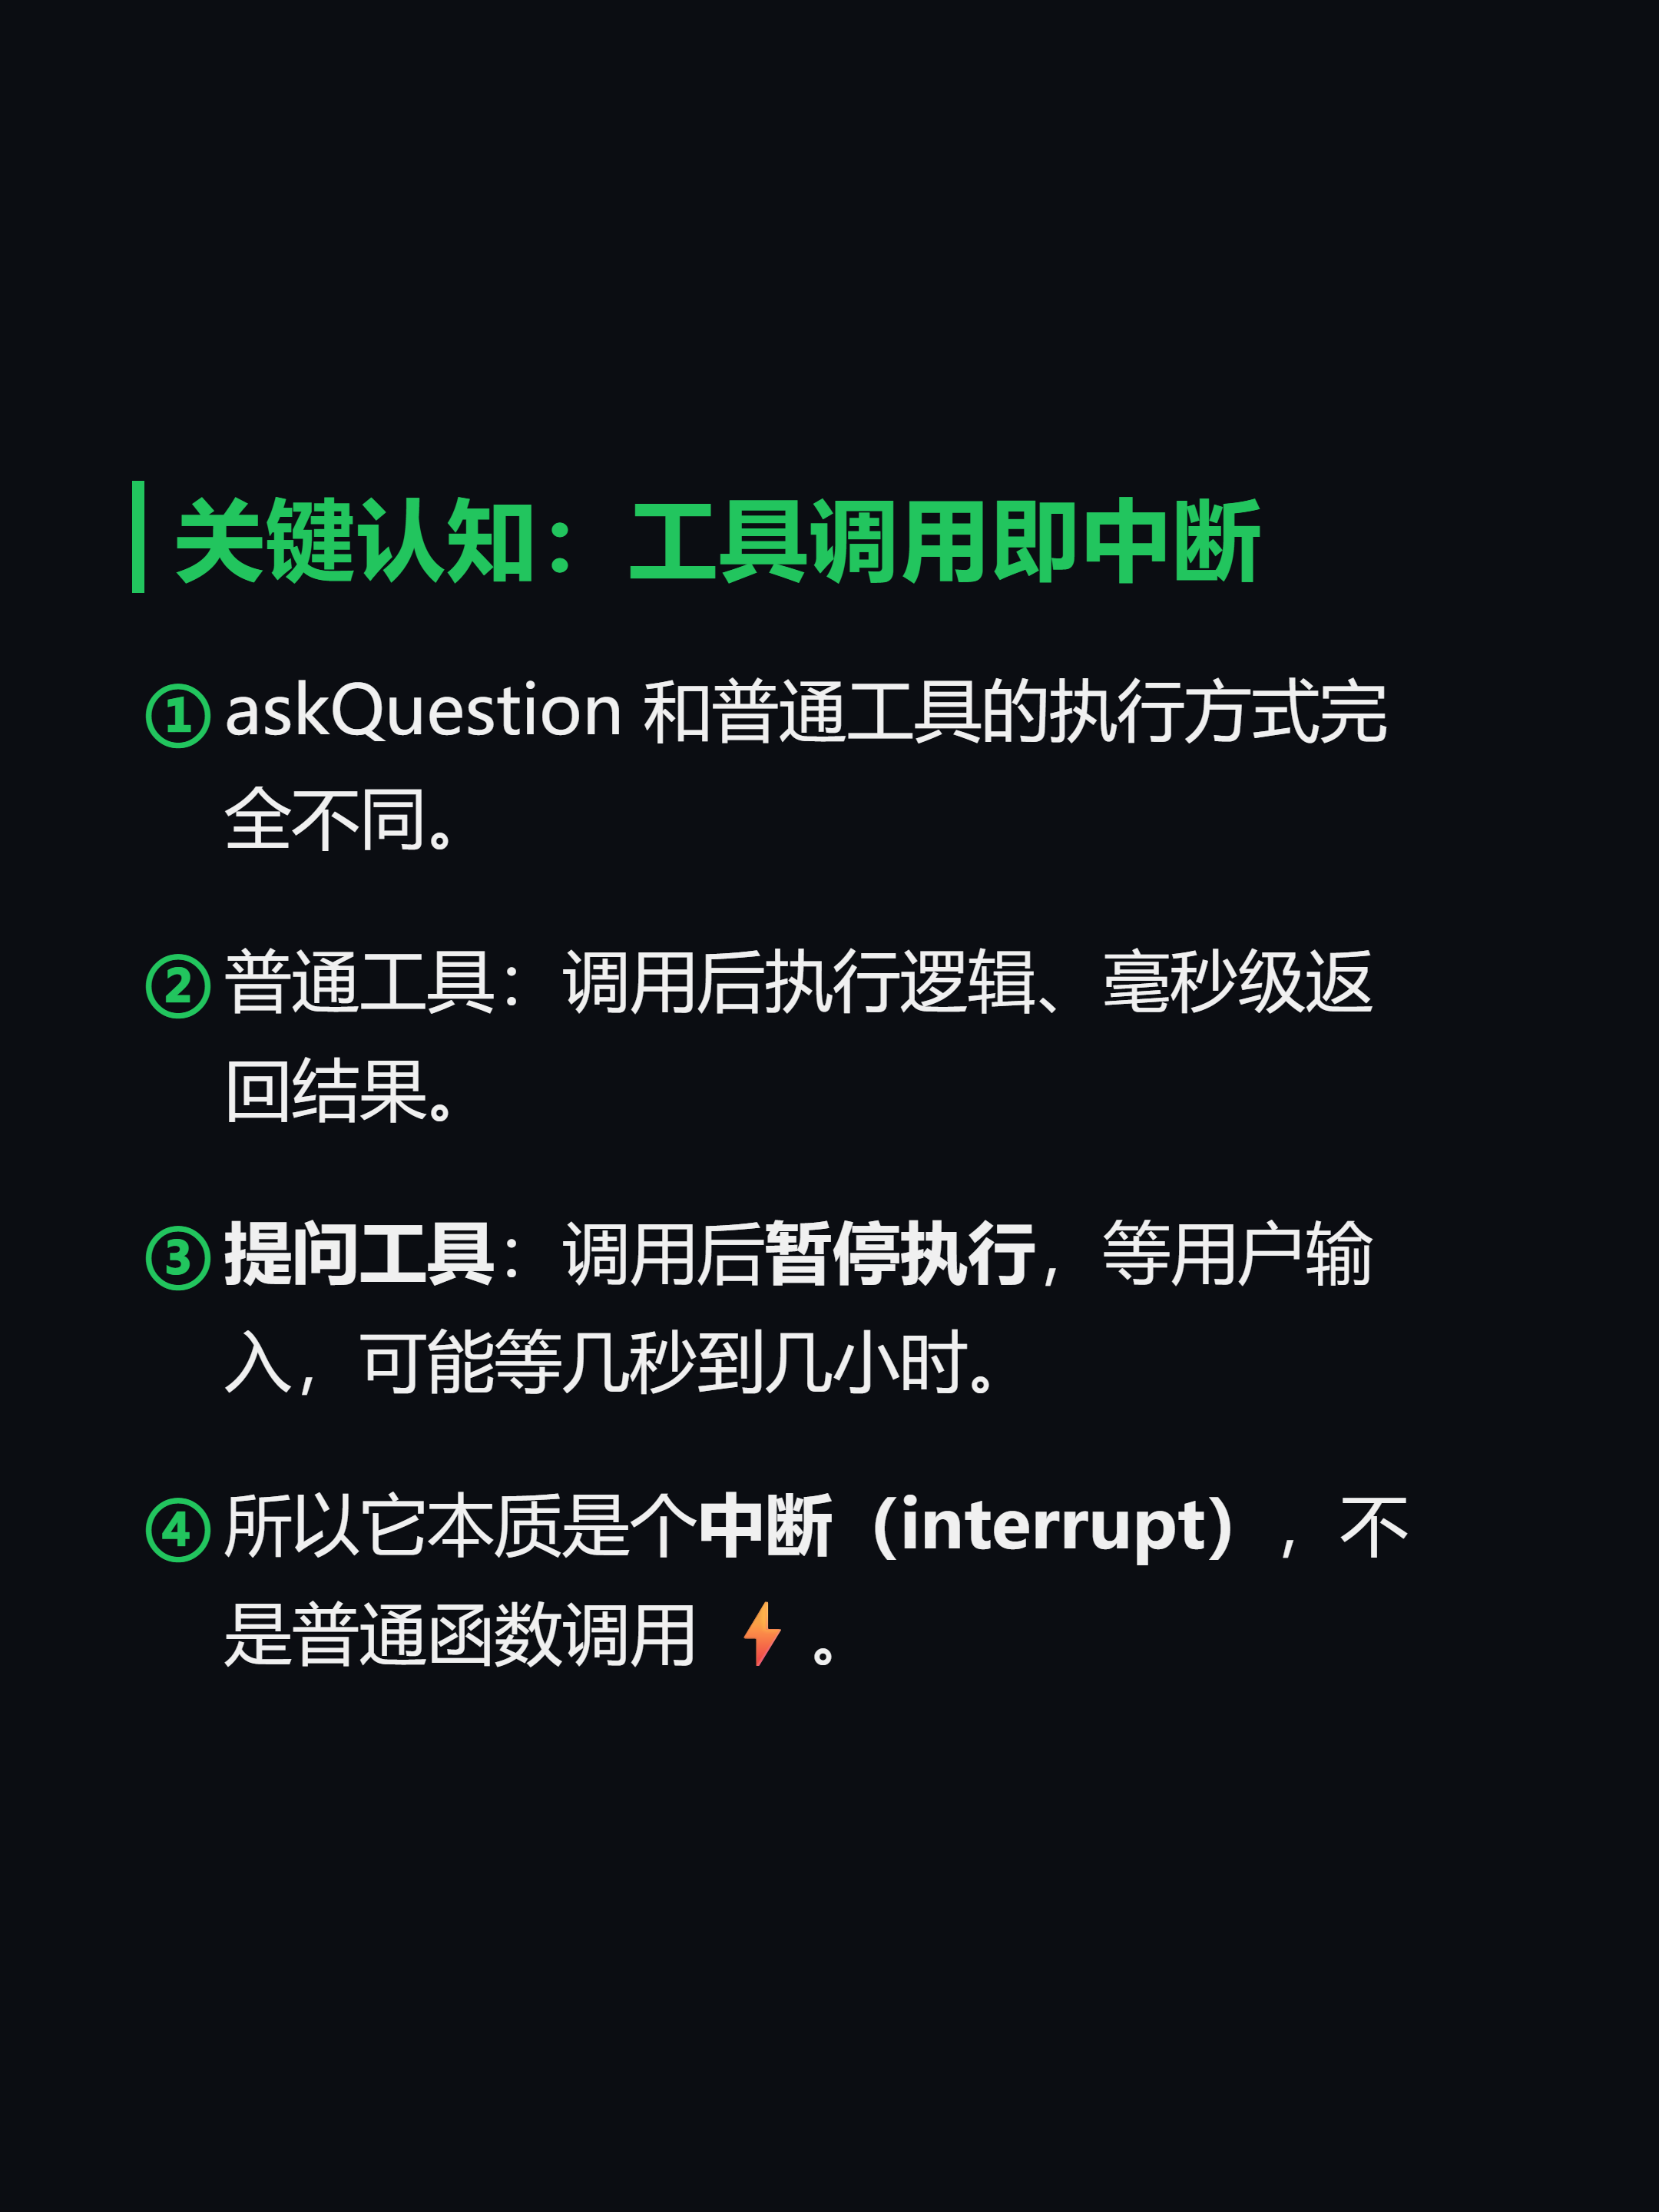 关键认知：工具调用即中断
① askQuestion 和普通工具的执行方式完
全不同。
② 普通工具：调用后执行逻辑、毫秒级返
回结果。
③ 提问工具：调用后暂停执行，等用户输
入，可能等几秒到几小时。
④ 所以它本质是个中断（interrupt），不
是普通函数调用 ⚡。